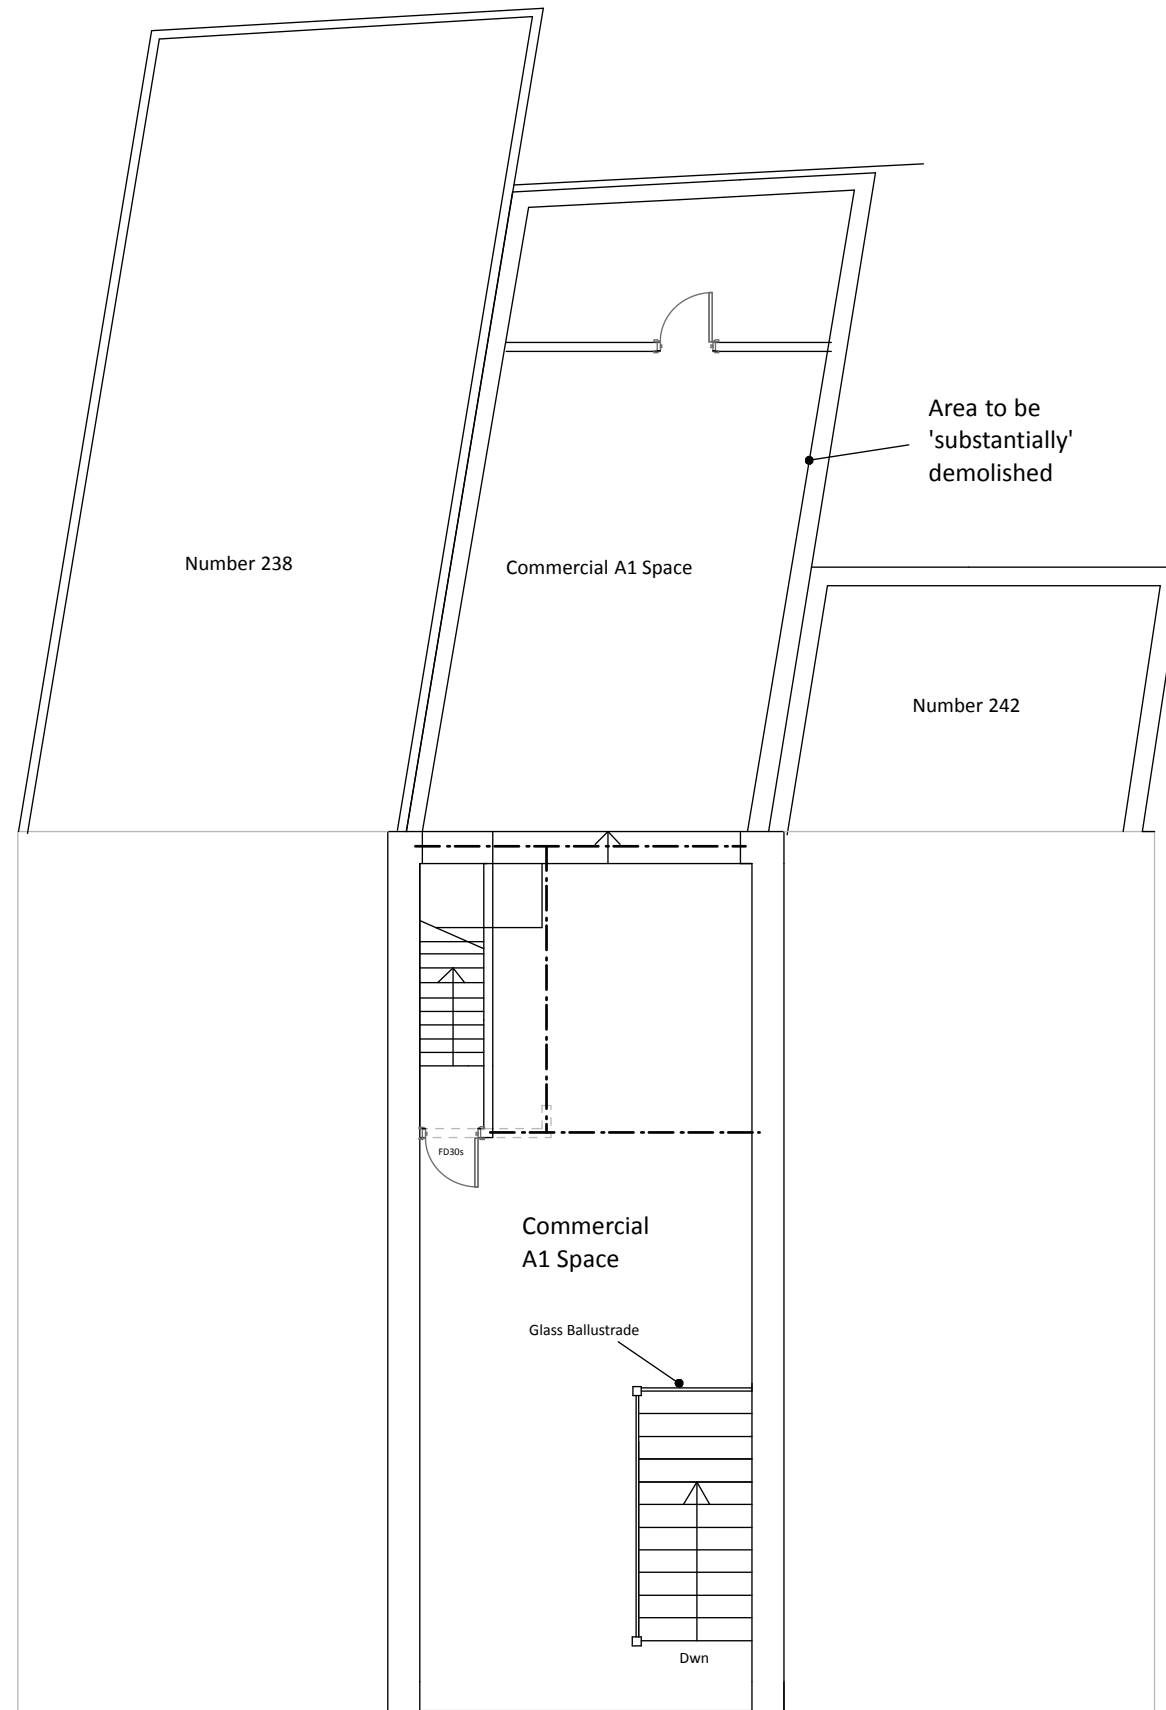 Area to be
'substantially'
demolished
Number 238
Commercial A1 Space
Number 242
FD30s
Commercial
A1 Space
Glass Ballustrade
Dwn